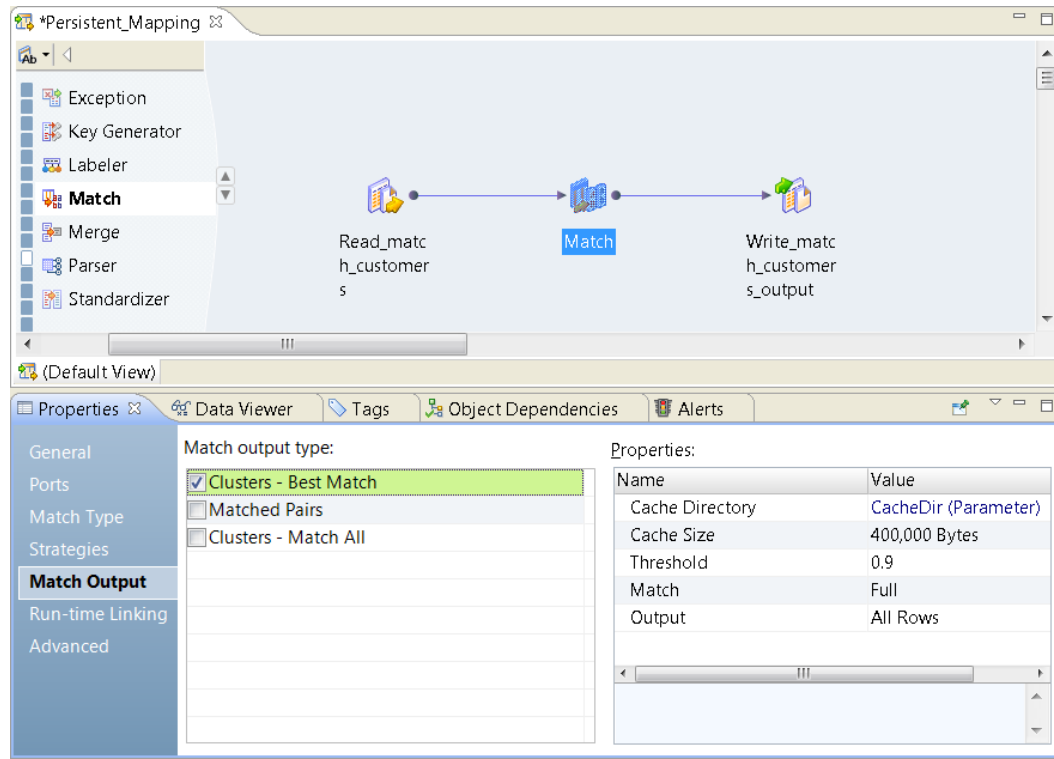 *Persistent_Mapping
Ab
Exception
Key Generator
Labeler
Match
Merge
Parser
Standardizer
Read_matc
h_customer
s
Match
Write_matc
h_customer
s_output
(Default View)
Properties
Data Viewer
Tags
Object Dependencies
Alerts
General
Ports
Match Type
Strategies
Match Output
Run-time Linking
Advanced
Match output type:
Clusters - Best Match
Matched Pairs
Clusters - Match All
Properties:
Name Value
Cache Directory CacheDir (Parameter)
Cache Size 400,000 Bytes
Threshold 0.9
Match Full
Output All Rows